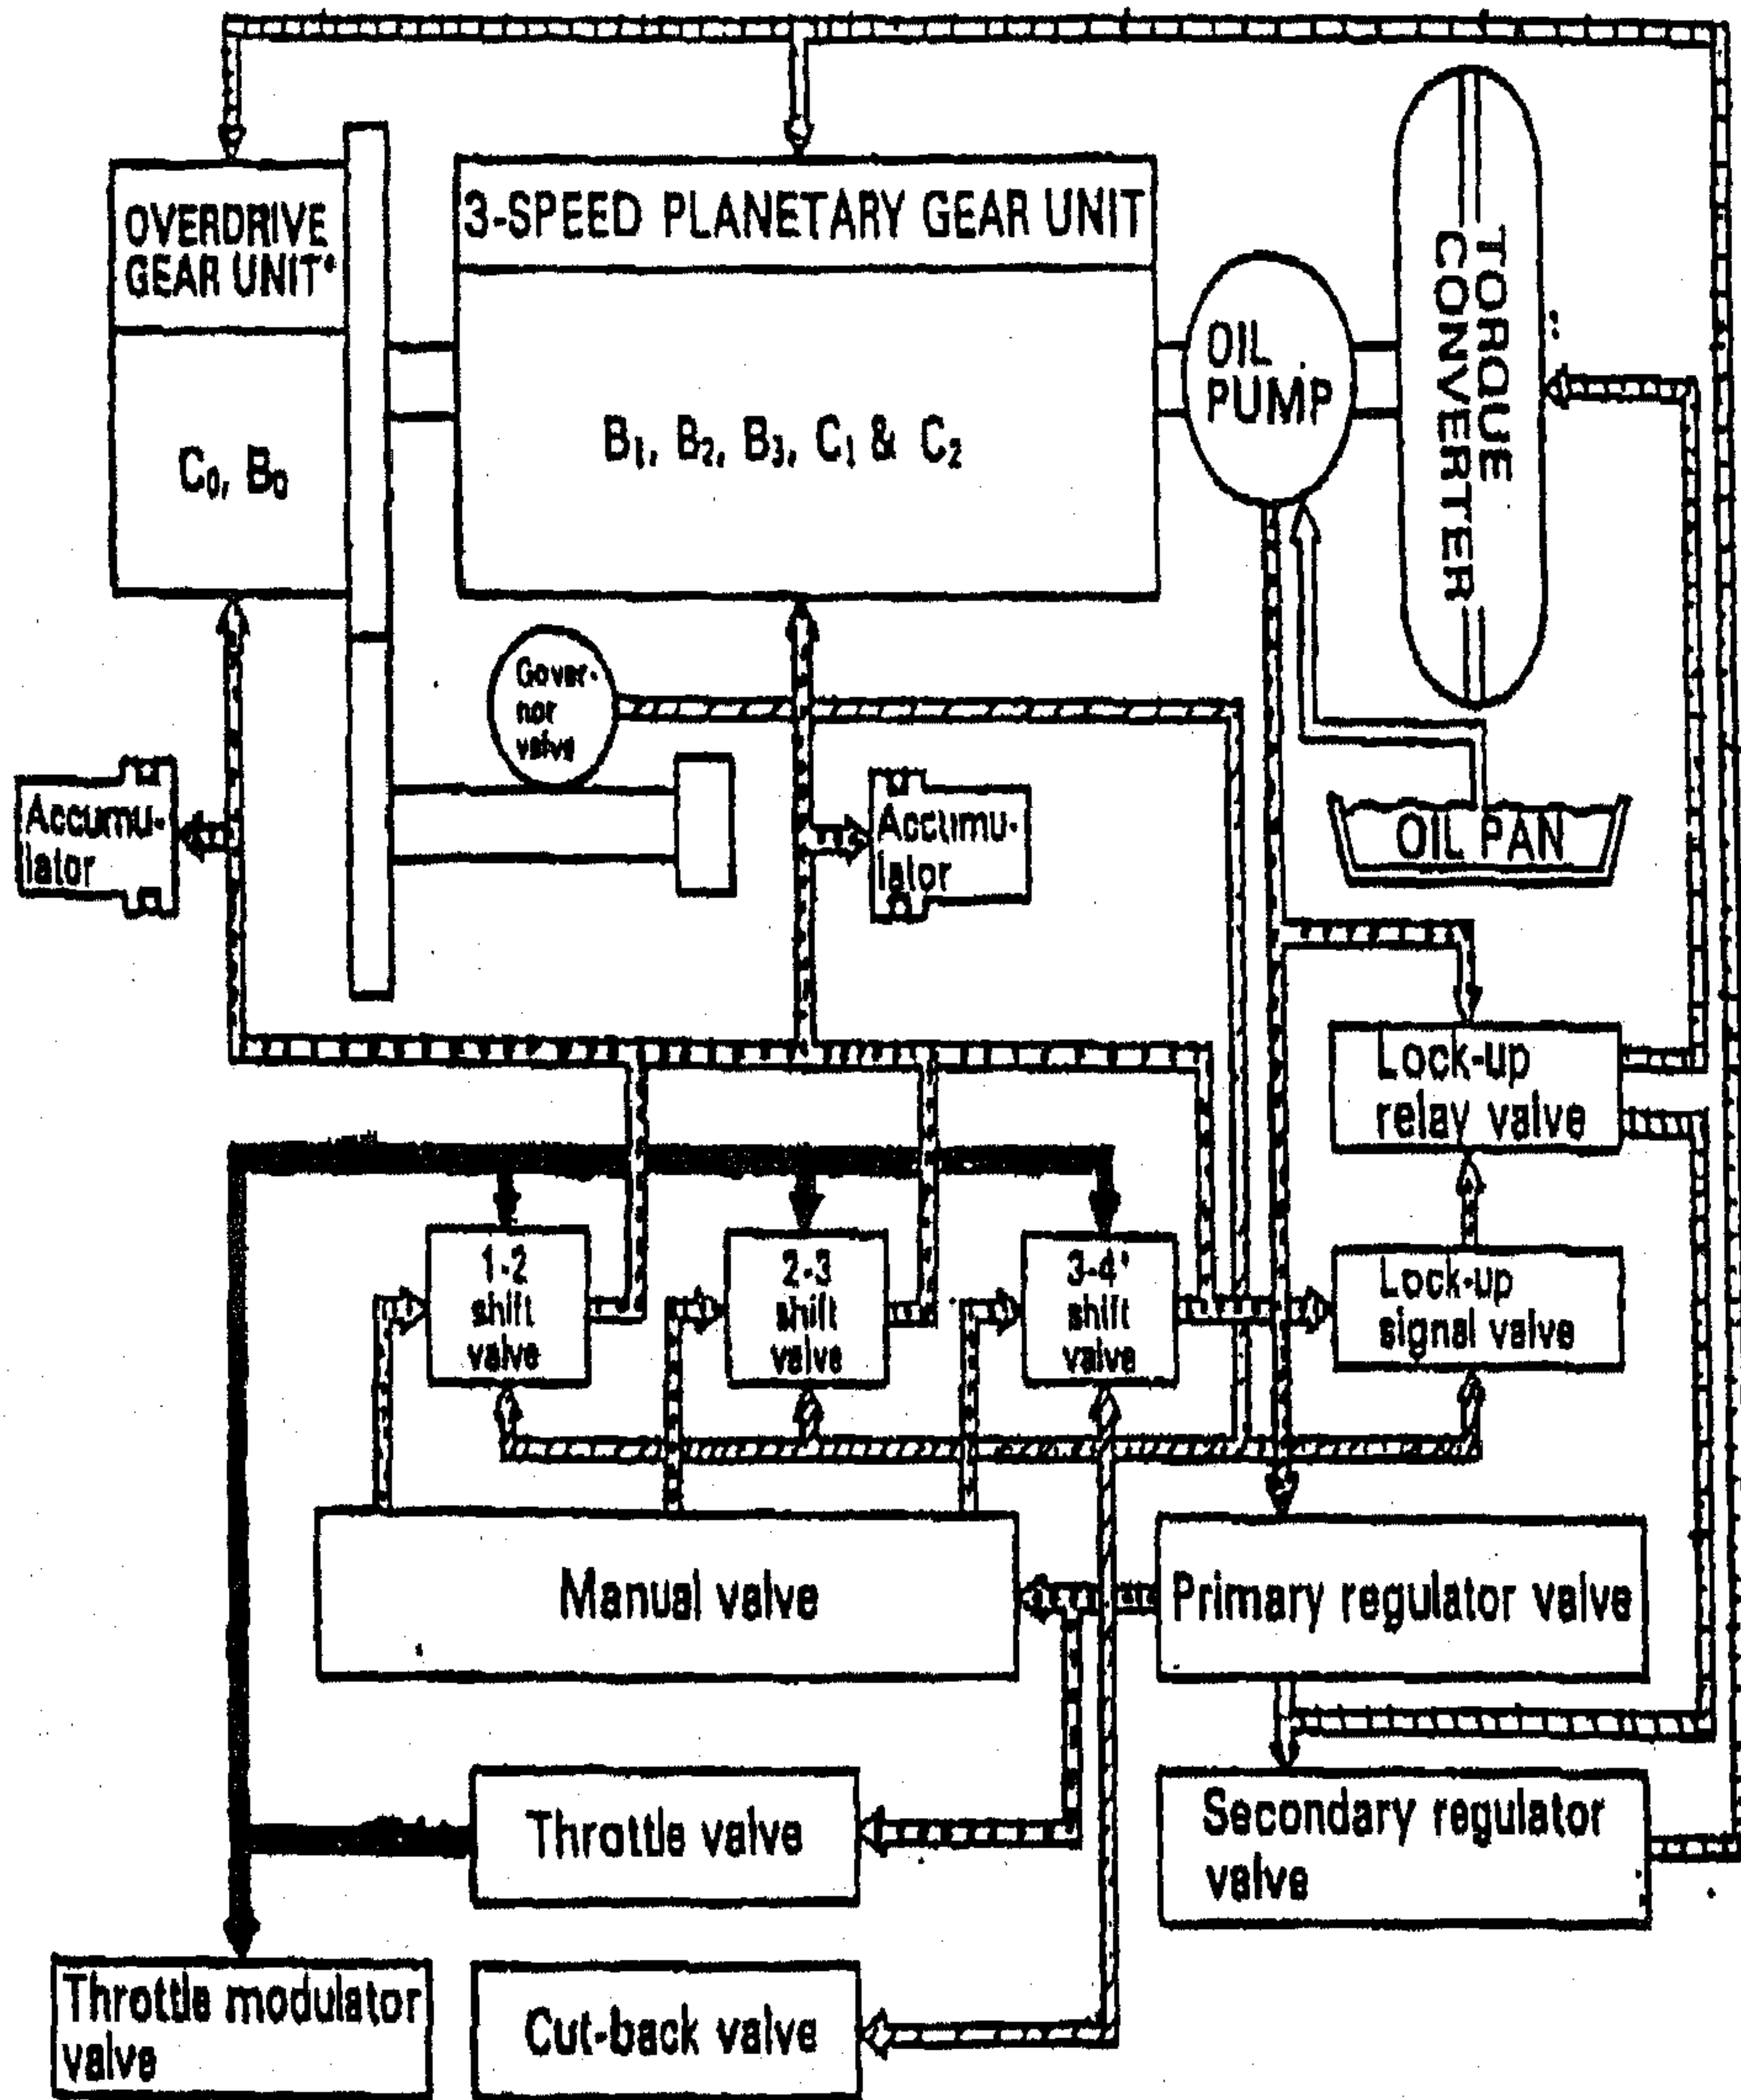 OVERDRIVE
GEAR UNIT*
C₀, B₀
3-SPEED PLANETARY GEAR UNIT
B₁, B₂, B₃, C₁ & C₂
OIL
PUMP
TORQUE
CONVERTER
Gover-
nor
valve
Accumu-
lator
Accumu-
lator
OIL PAN
Lock-up
relay valve
1-2
shift
valve
2-3
shift
valve
3-4*
shift
valve
Lock-up
signal valve
Manual valve
Primary regulator valve
Throttle valve
Secondary regulator
valve
Throttle modulator
valve
Cut-back valve